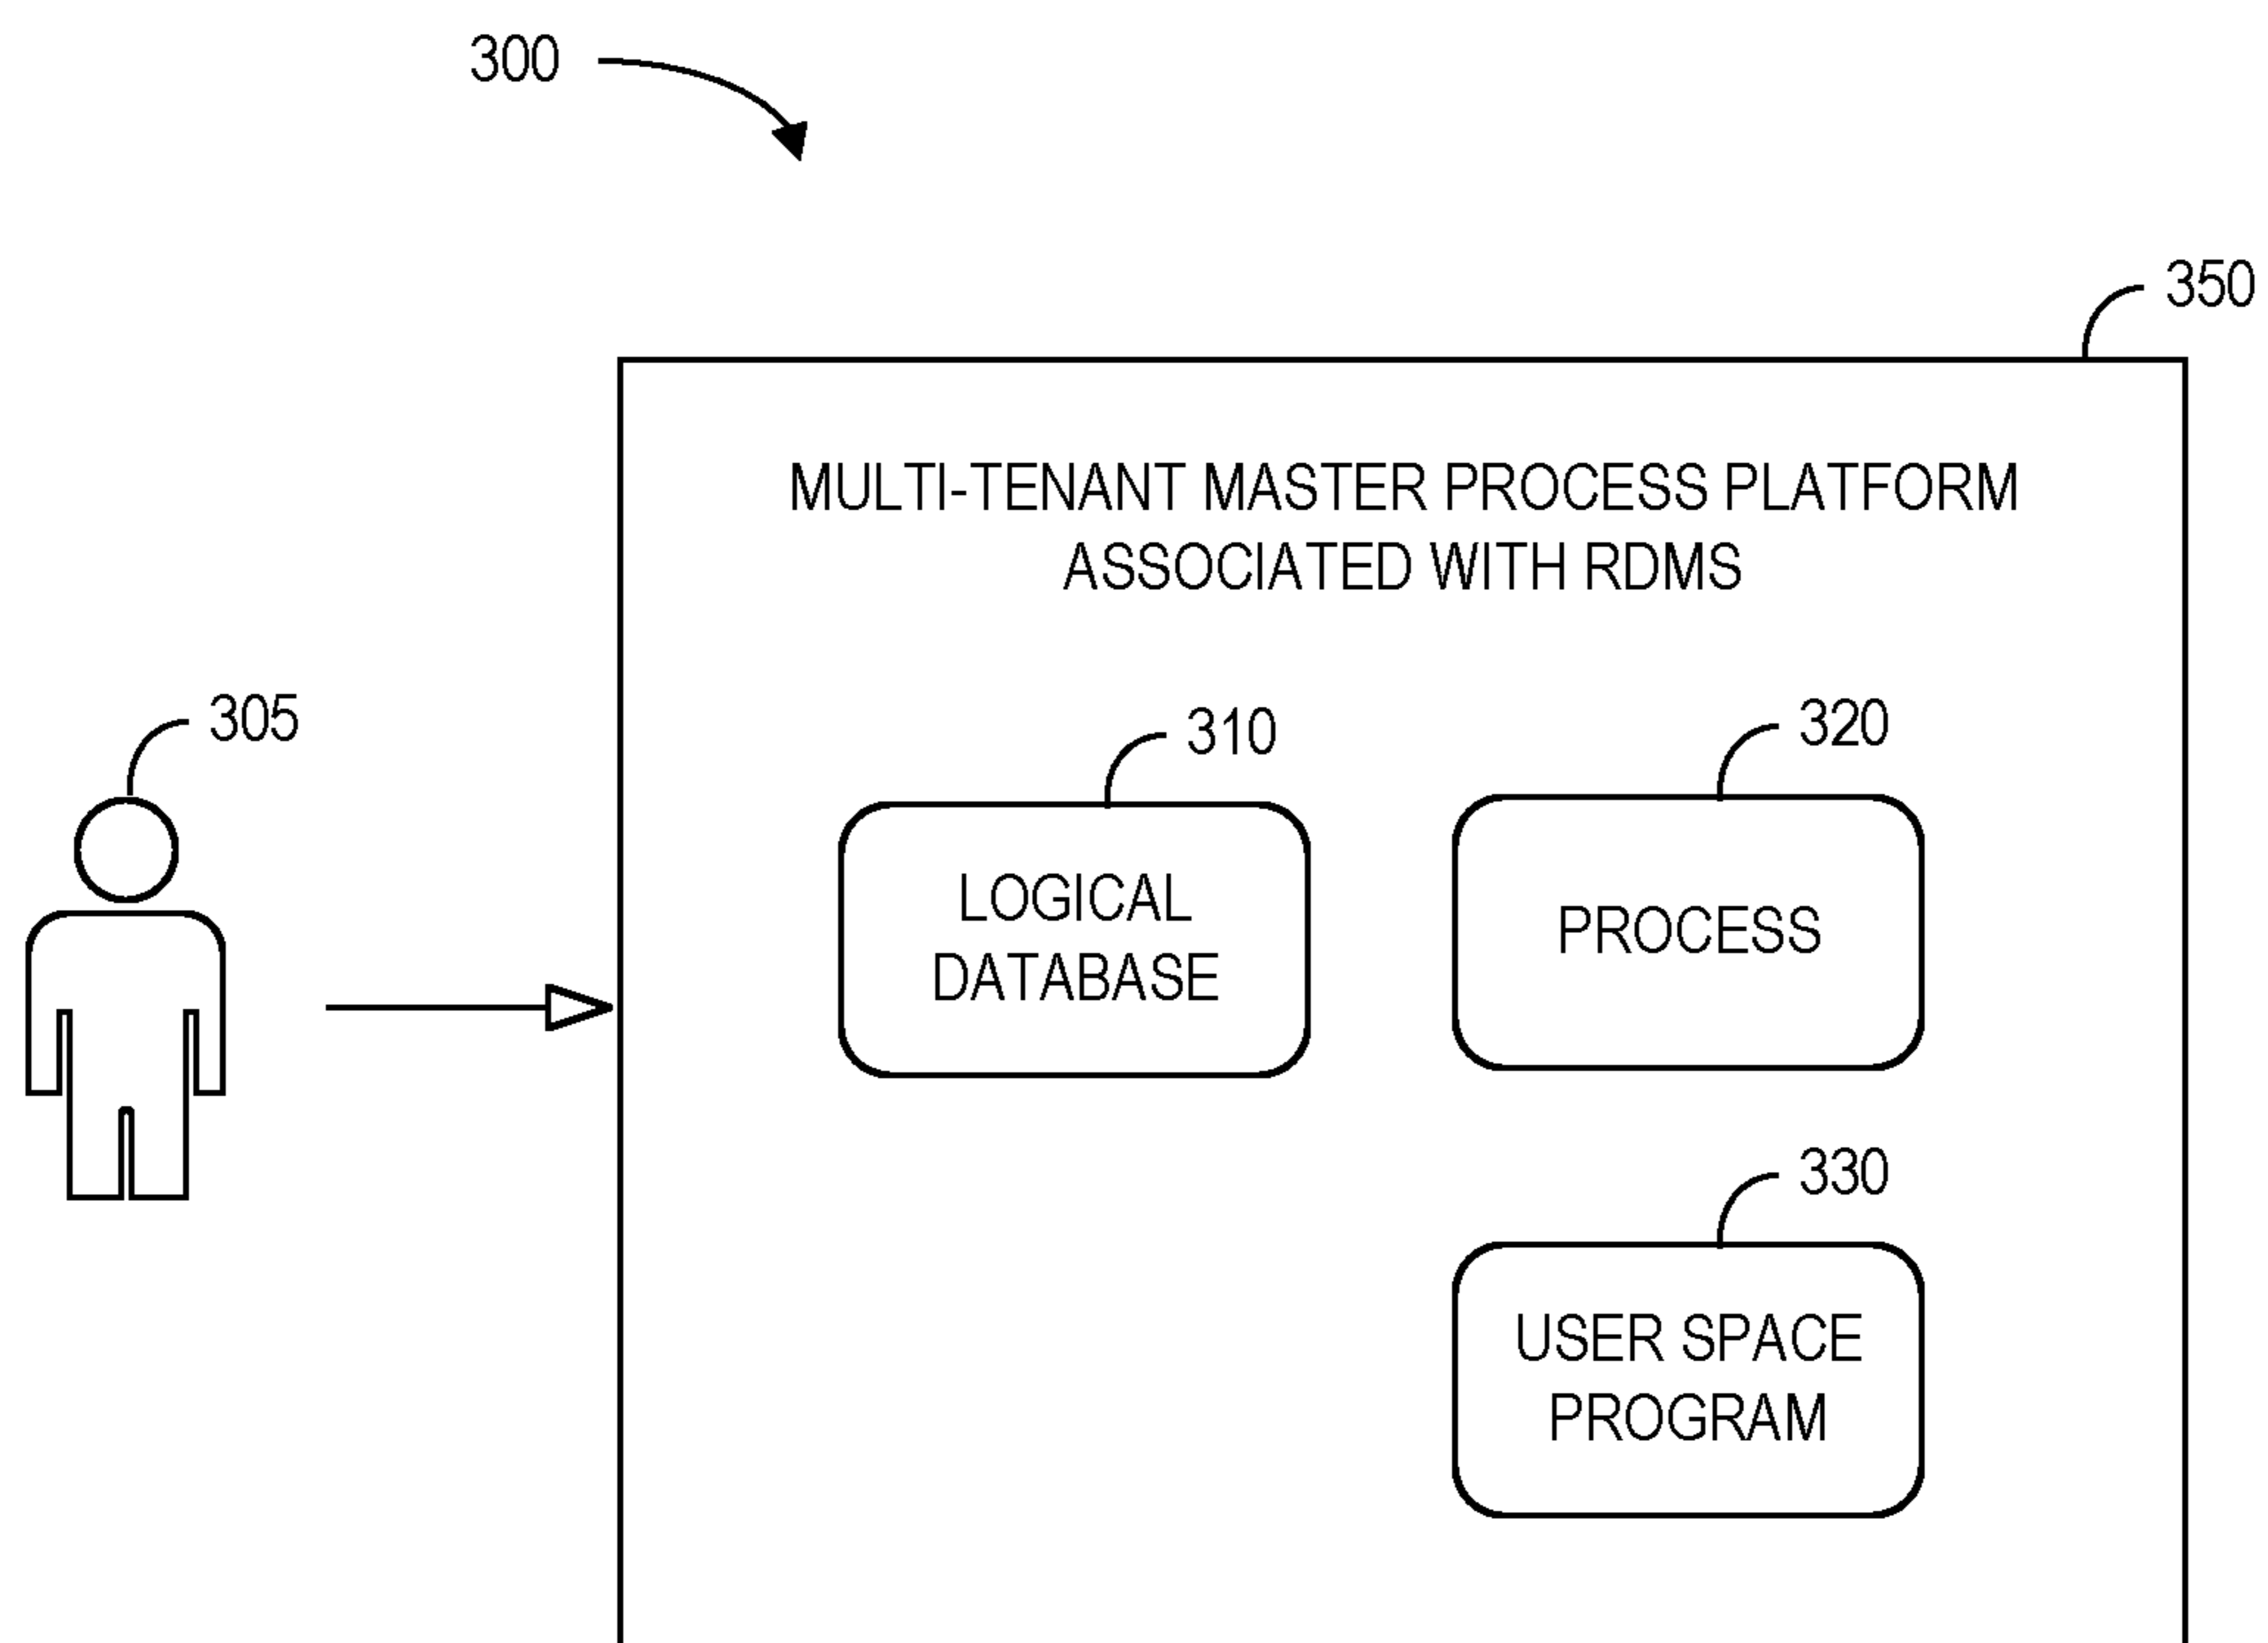 300
350
MULTI-TENANT MASTER PROCESS PLATFORM
ASSOCIATED WITH RDMS
305
310
320
LOGICAL
DATABASE
PROCESS
330
USER SPACE
PROGRAM